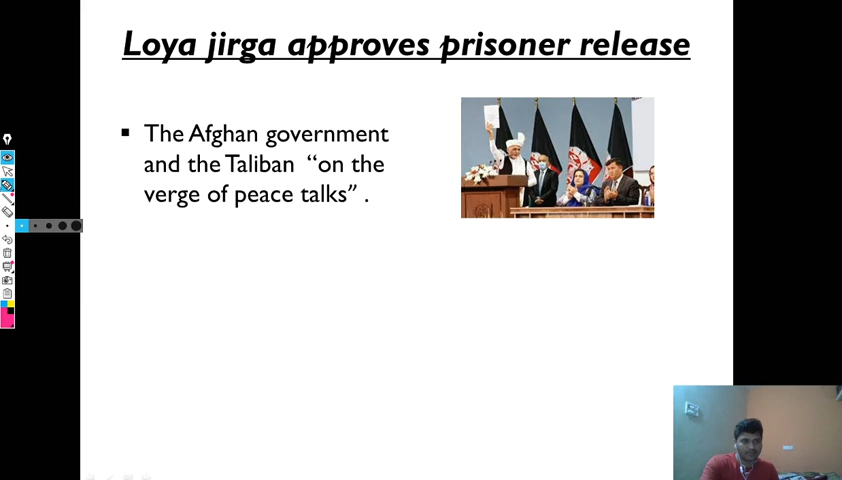 Loya jirga approves prisoner release
▪ The Afghan government
and the Taliban “on the
verge of peace talks” .